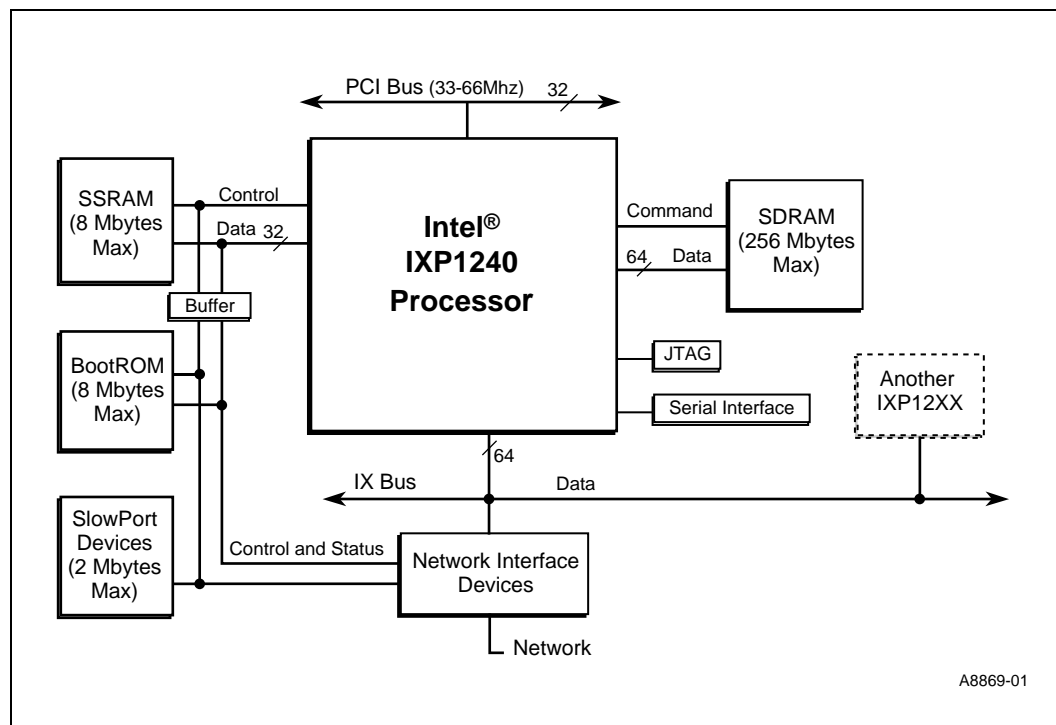 PCI Bus (33-66Mhz) 32
SSRAM
(8 Mbytes
Max)
Control
Data 32
Buffer
BootROM
(8 Mbytes
Max)
SlowPort
Devices
(2 Mbytes
Max)
Intel®
IXP1240
Processor
Command
64 Data
SDRAM
(256 Mbytes
Max)
JTAG
Serial Interface
Another
IXP12XX
64
IX Bus
Data
Control and Status
Network Interface
Devices
Network
A8869-01